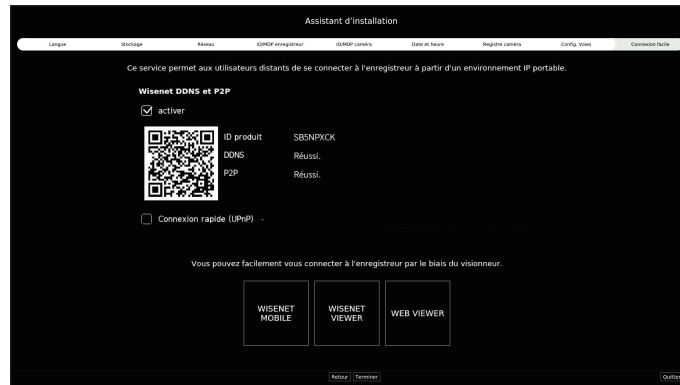 Assistant d'installation
Langue Stockage Réseau ID/MDP enregistreur ID/MDP caméra Date et heure Registre caméra Config. Voies Connexion facile
Ce service permet aux utilisateurs distants de se connecter à l'enregistreur à partir d'un environnement IP portable.
Wisenet DDNS et P2P
activer
ID produit SB5NPXCK
DDNS Réussi.
P2P Réussi.
Connexion rapide (UPnP) -
Vous pouvez facilement vous connecter à l'enregistreur par le biais du visionneur.
WISENET MOBILE
WISENET VIEWER
WEB VIEWER
Retour Terminer Quitter